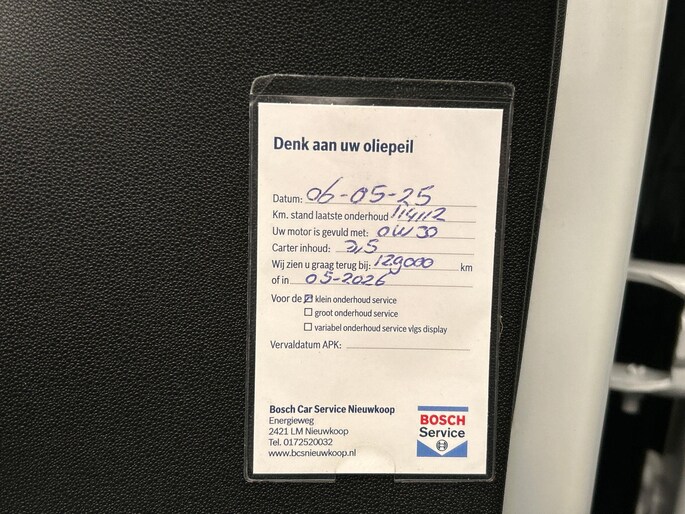 Denk aan uw oliepeil
Datum: 06-05-25
Km. stand laatste onderhoud 114112
Uw motor is gevuld met: 0W30
Carter inhoud: 3,5
Wij zien u graag terug bij: 129000 km
of in 05-2026
Voor de ☑ klein onderhoud service
☐ groot onderhoud service
☐ variabel onderhoud service vlgs display
Vervaldatum APK:
Bosch Car Service Nieuwkoop
Energieweg
2421 LM Nieuwkoop
Tel. 0172520032
www.bcsnieuwkoop.nl
BOSCH
Service